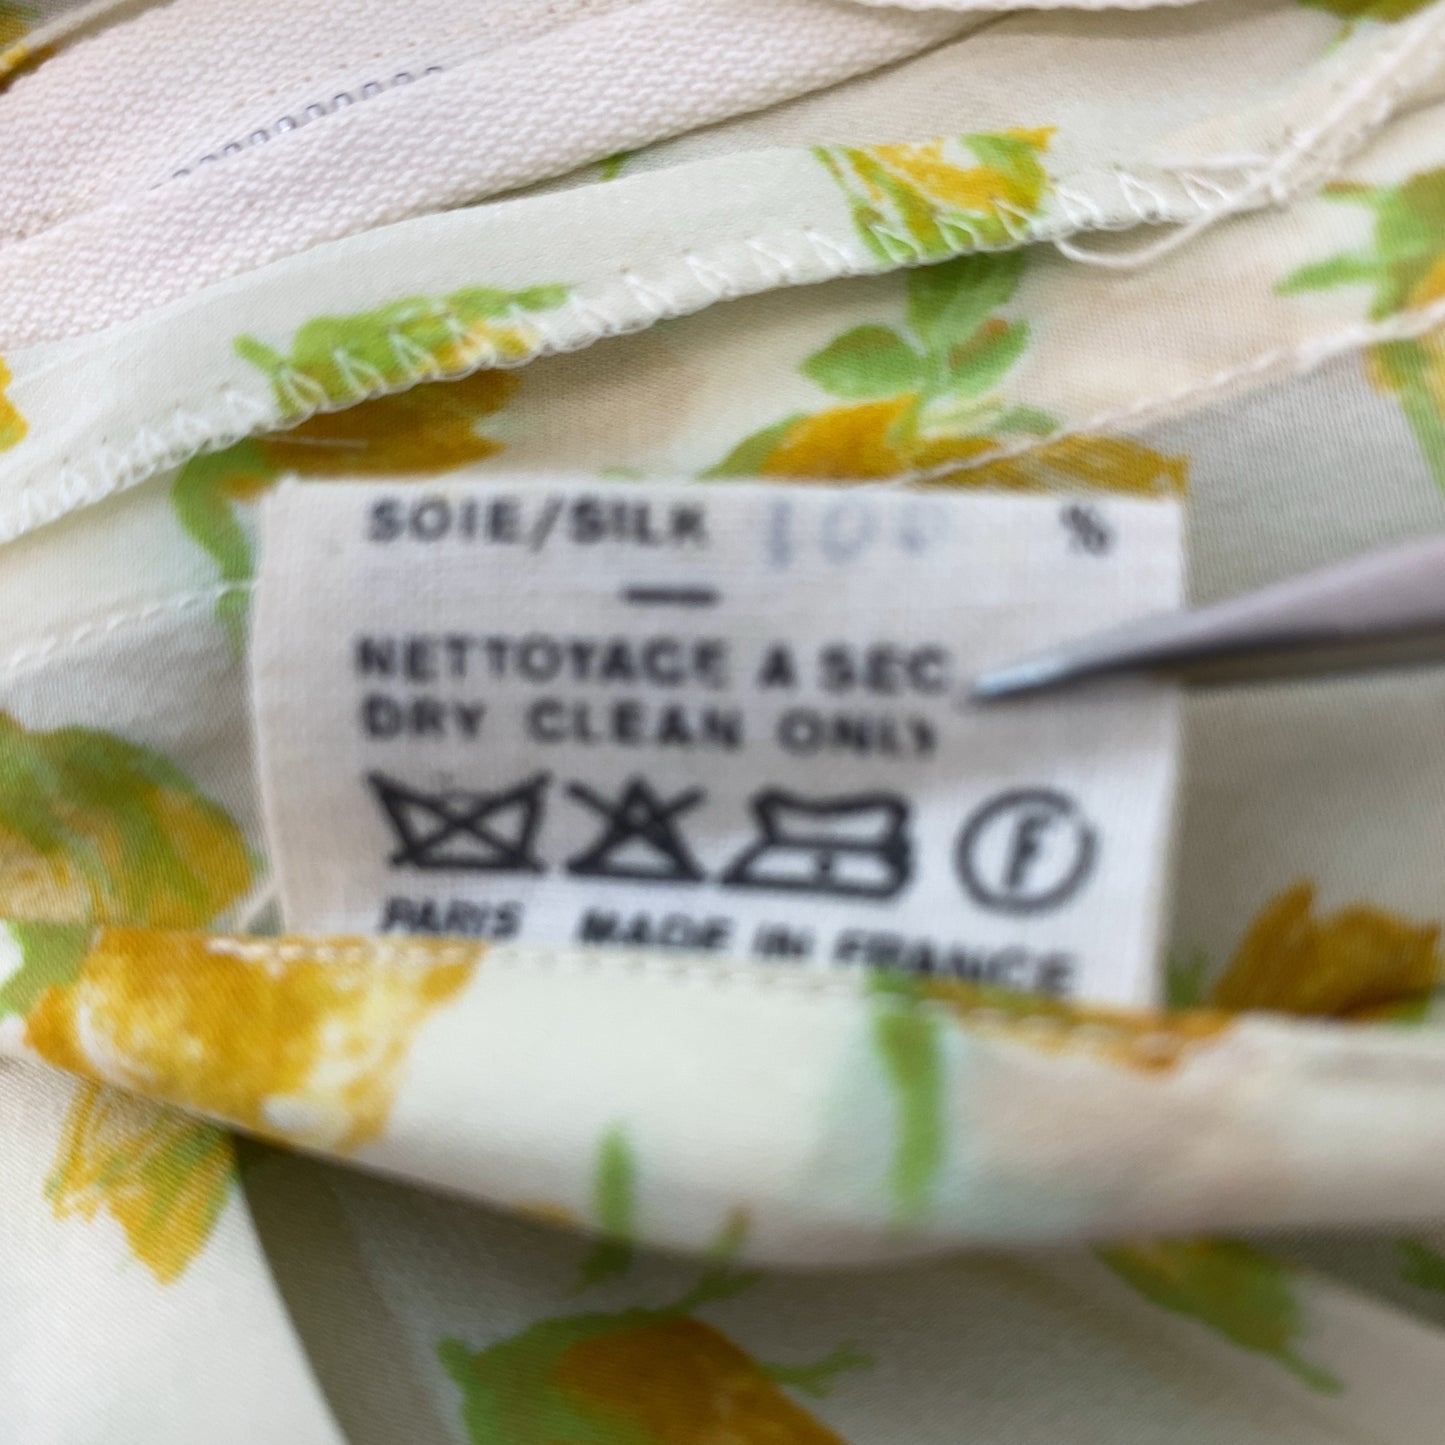 SOIE/SILK 100 %
NETTOYAGE A SEC
DRY CLEAN ONLY
F
PARIS MADE IN FRANCE